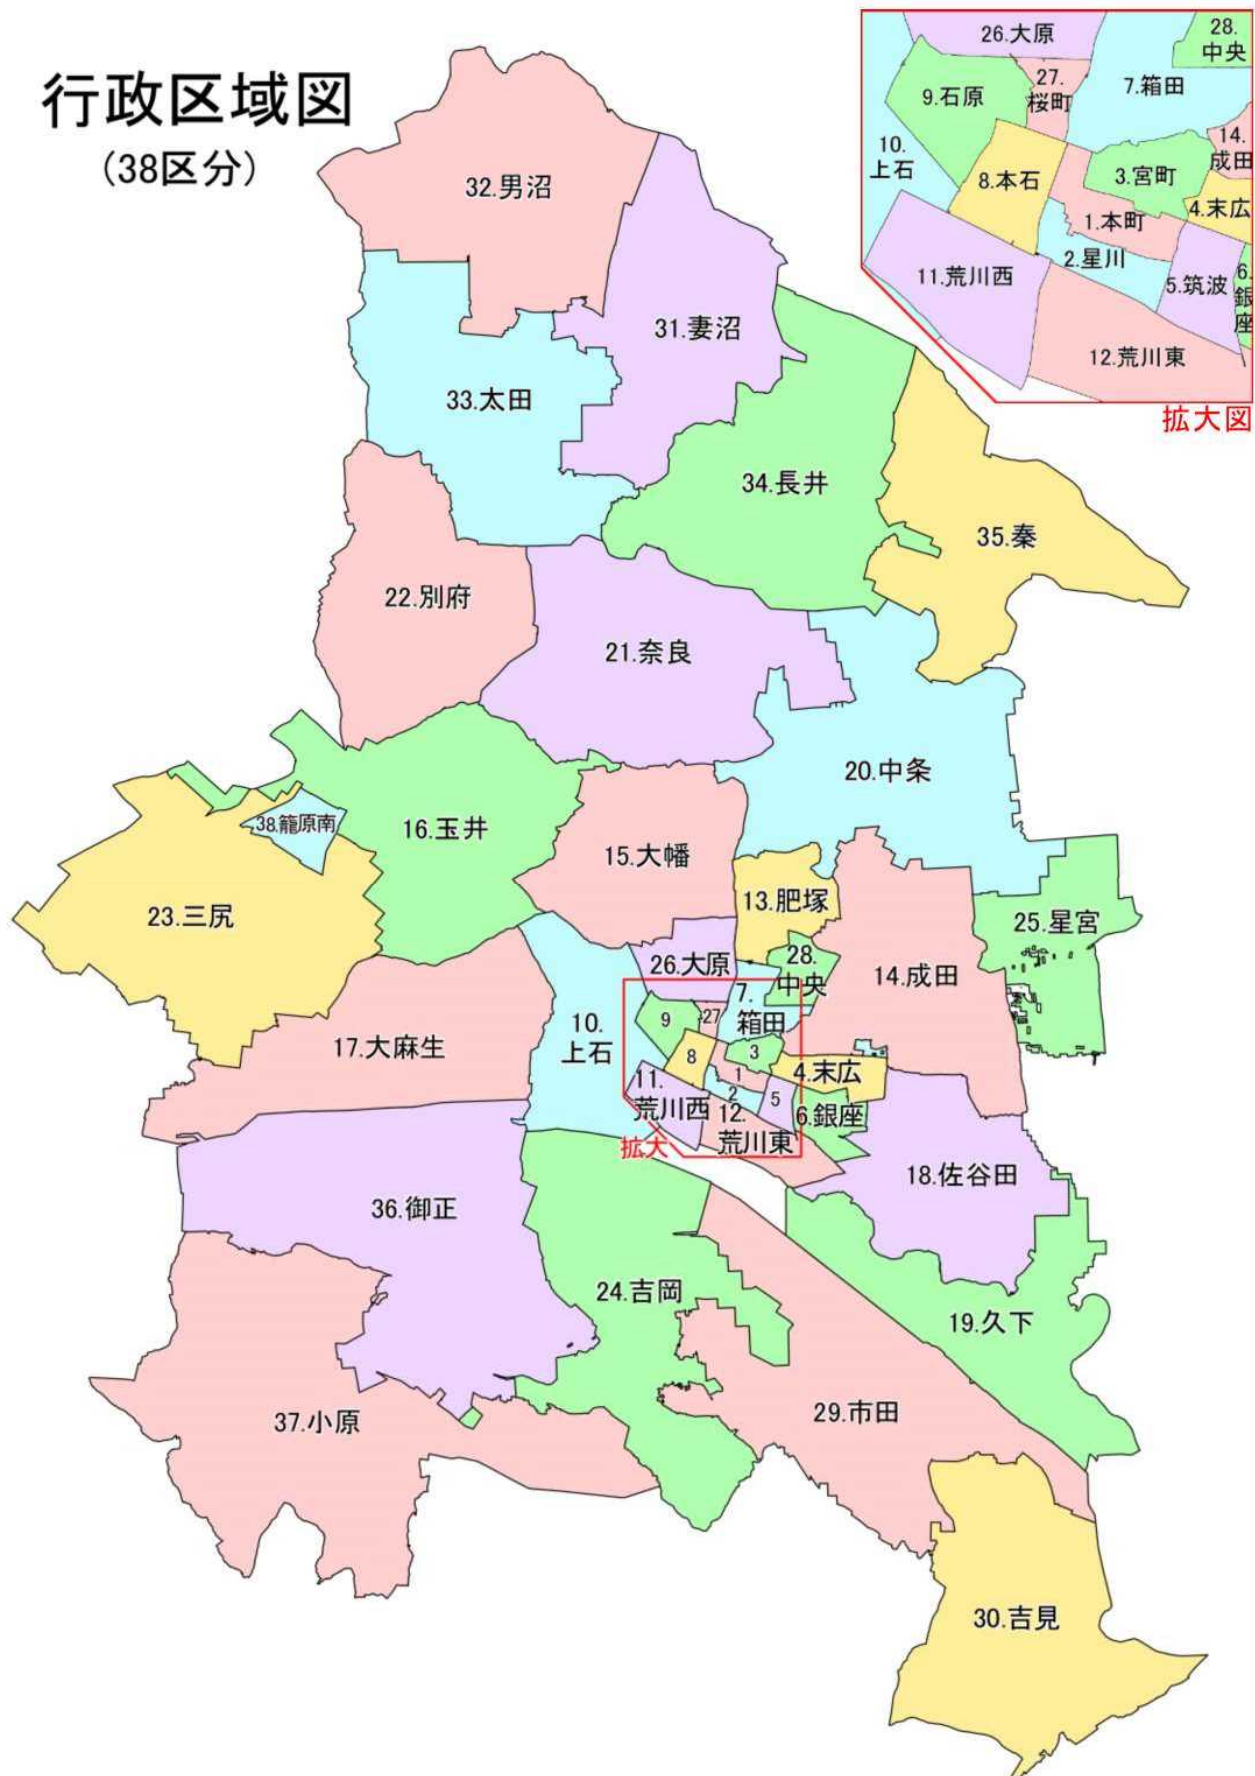 行政区域図
(38区分)
26.大原
28.
中央
27.
桜町
7.箱田
9.石原
10.
上石
14.
成田
8.本石
3.宮町
4.末広
1.本町
2.星川
11.荒川西
5.筑波
6.
銀
座
12.荒川東
拡大図
32.男沼
31.妻沼
33.太田
34.長井
35.秦
22.別府
21.奈良
20.中条
38.籠原南
16.玉井
15.大幡
13.肥塚
23.三尻
25.星宮
26.大原
28.
中央
14.成田
7.
箱田
27
9
10.
上石
17.大麻生
8
3
1
4.末広
11.
荒川西
2
5
12.
荒川東
6.銀座
拡大
18.佐谷田
36.御正
24.吉岡
19.久下
29.市田
37.小原
30.吉見